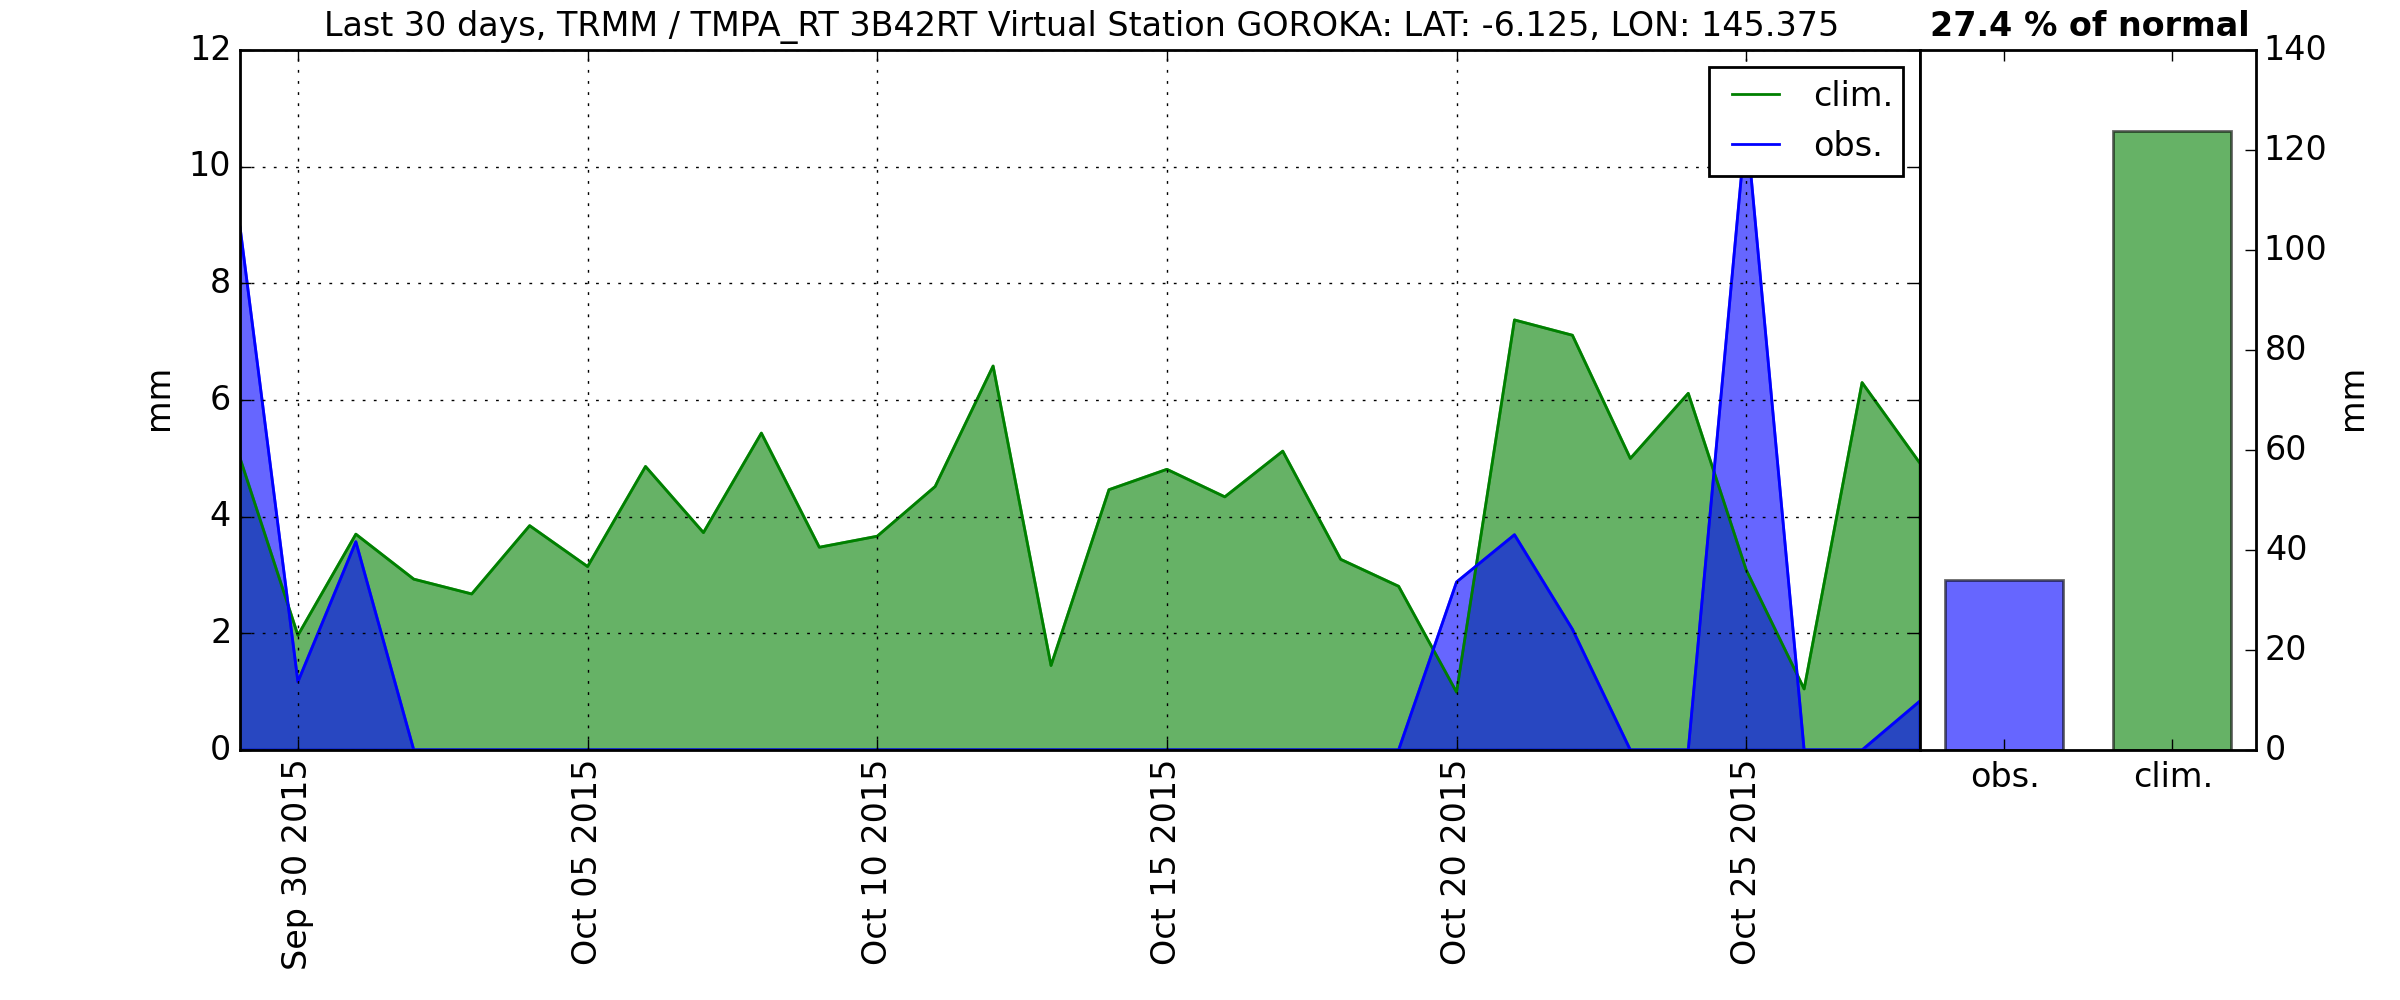 Last 30 days, TRMM / TMPA_RT 3B42RT Virtual Station GOROKA: LAT: -6.125, LON: 145.375
27.4 % of normal
12
10
8
6
4
2
0
mm
clim.
obs.
Sep 30 2015
Oct 05 2015
Oct 10 2015
Oct 15 2015
Oct 20 2015
Oct 25 2015
obs.
clim.
140
120
100
80
60
40
20
0
mm